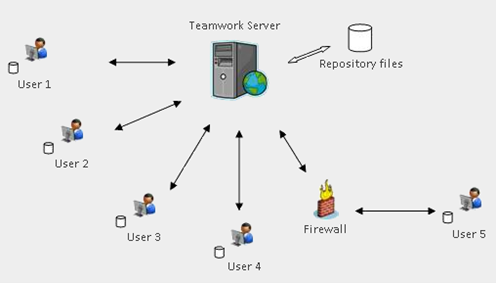 Teamwork Server
Repository files
User 1
User 2
User 3
User 4
Firewall
User 5